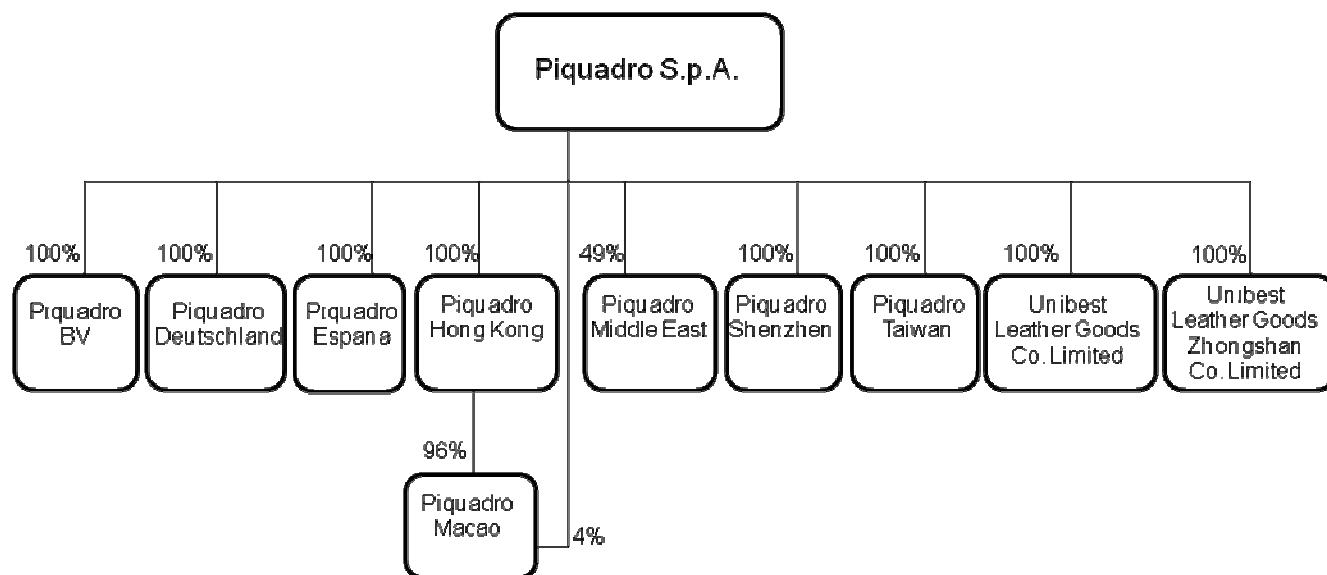 Piquadro S.p.A.
100%
100%
100%
100%
49%
100%
100%
100%
100%
Piquadro
BV
Piquadro
Deutschland
Piquadro
Espana
Piquadro
Hong Kong
Piquadro
Middle East
Piquadro
Shenzhen
Piquadro
Taiwan
Unibest
Leather Goods
Co. Limited
Unibest
Leather Goods
Zhongshan
Co. Limited
96%
Piquadro
Macao
4%